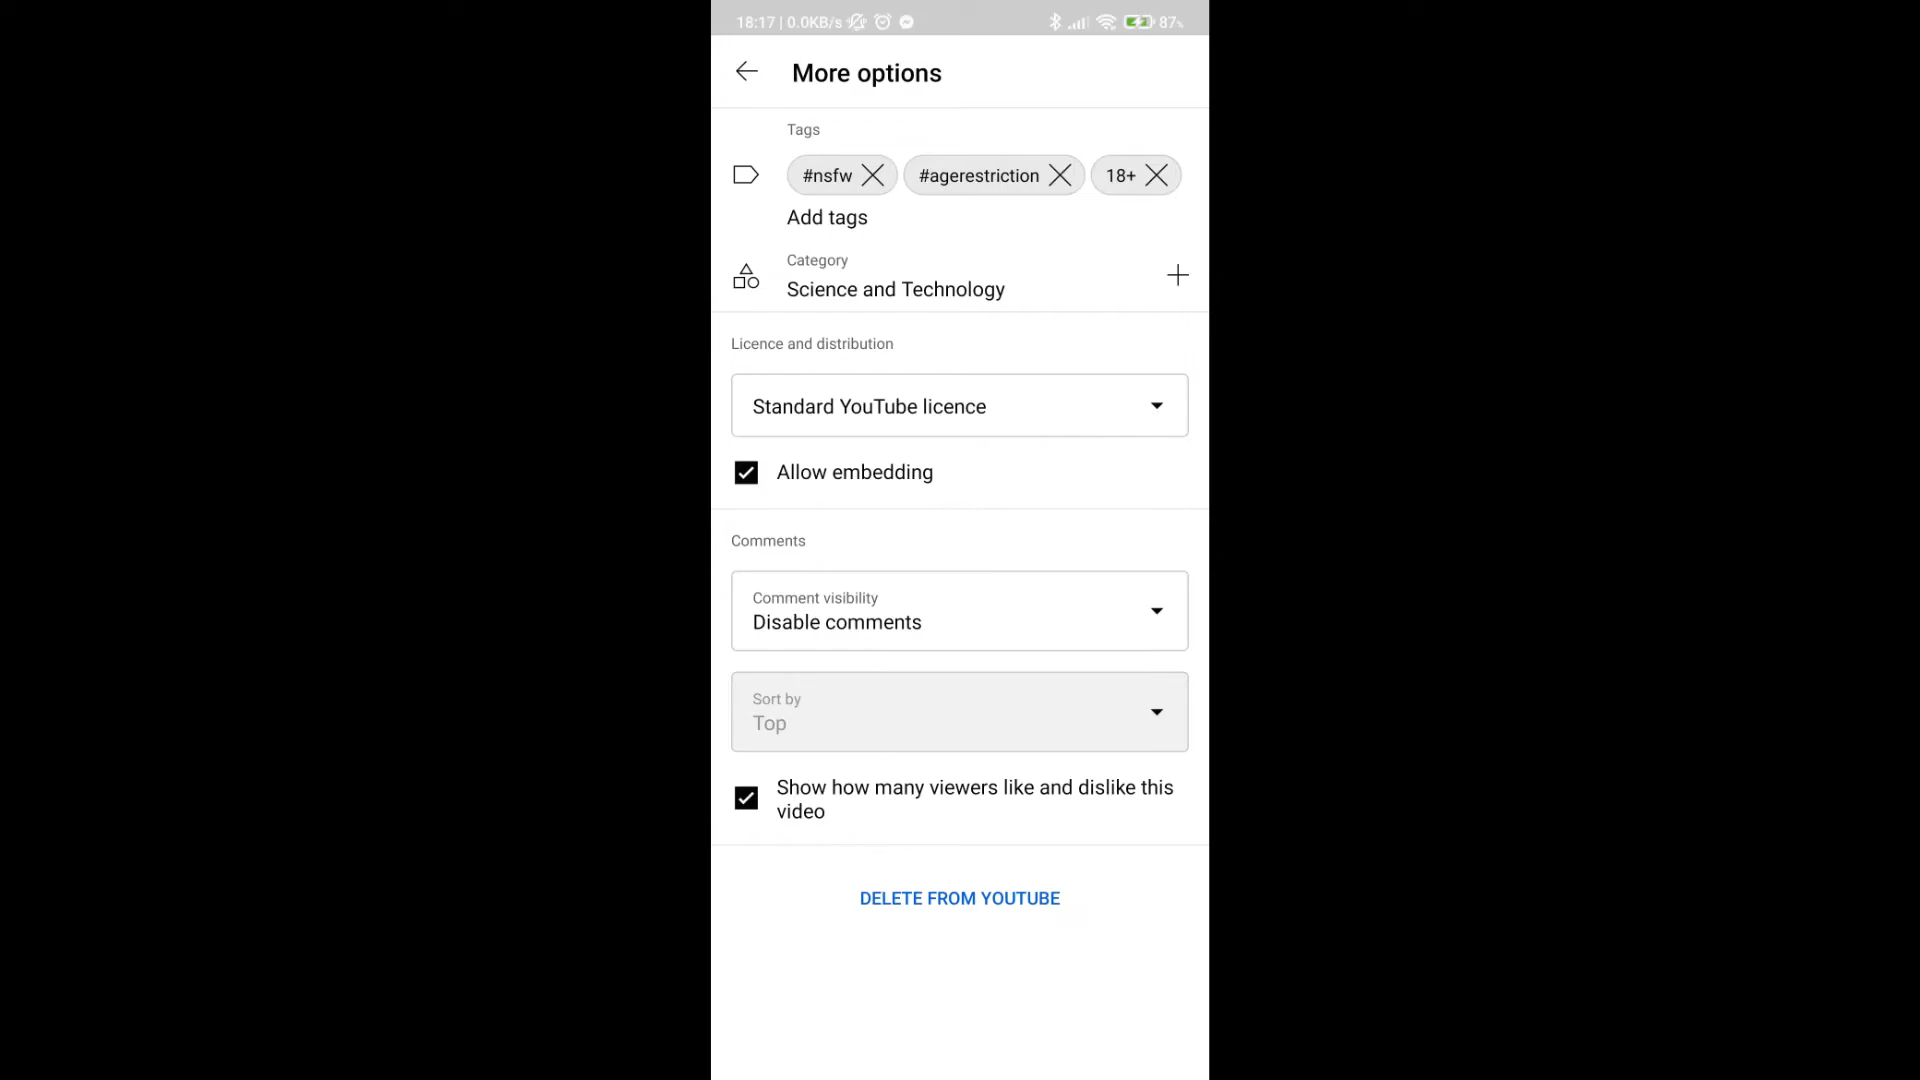 18:17 | 0.0KB/s 87%
More options
Tags
#nsfw #agerestriction 18+
Add tags
Category
Science and Technology
Licence and distribution
Standard YouTube licence
Allow embedding
Comments
Comment visibility
Disable comments
Sort by
Top
Show how many viewers like and dislike this
video
DELETE FROM YOUTUBE